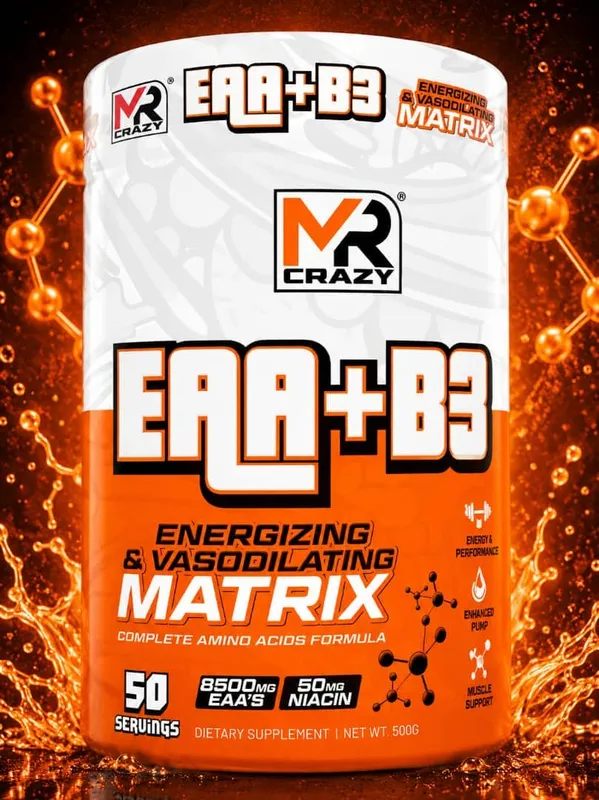 MR CRAZY ®
EAA+B3
ENERGIZING
& VASODILATING
MATRIX
MR CRAZY ®
EAA+B3
ENERGIZING
& VASODILATING
MATRIX
COMPLETE AMINO ACIDS FORMULA
ENERGY &
PERFORMANCE
ENHANCED
PUMP
MUSCLE
SUPPORT
50
SERVINGS
8500MG
EAA'S
50MG
NIACIN
DIETARY SUPPLEMENT | NET WT. 500G